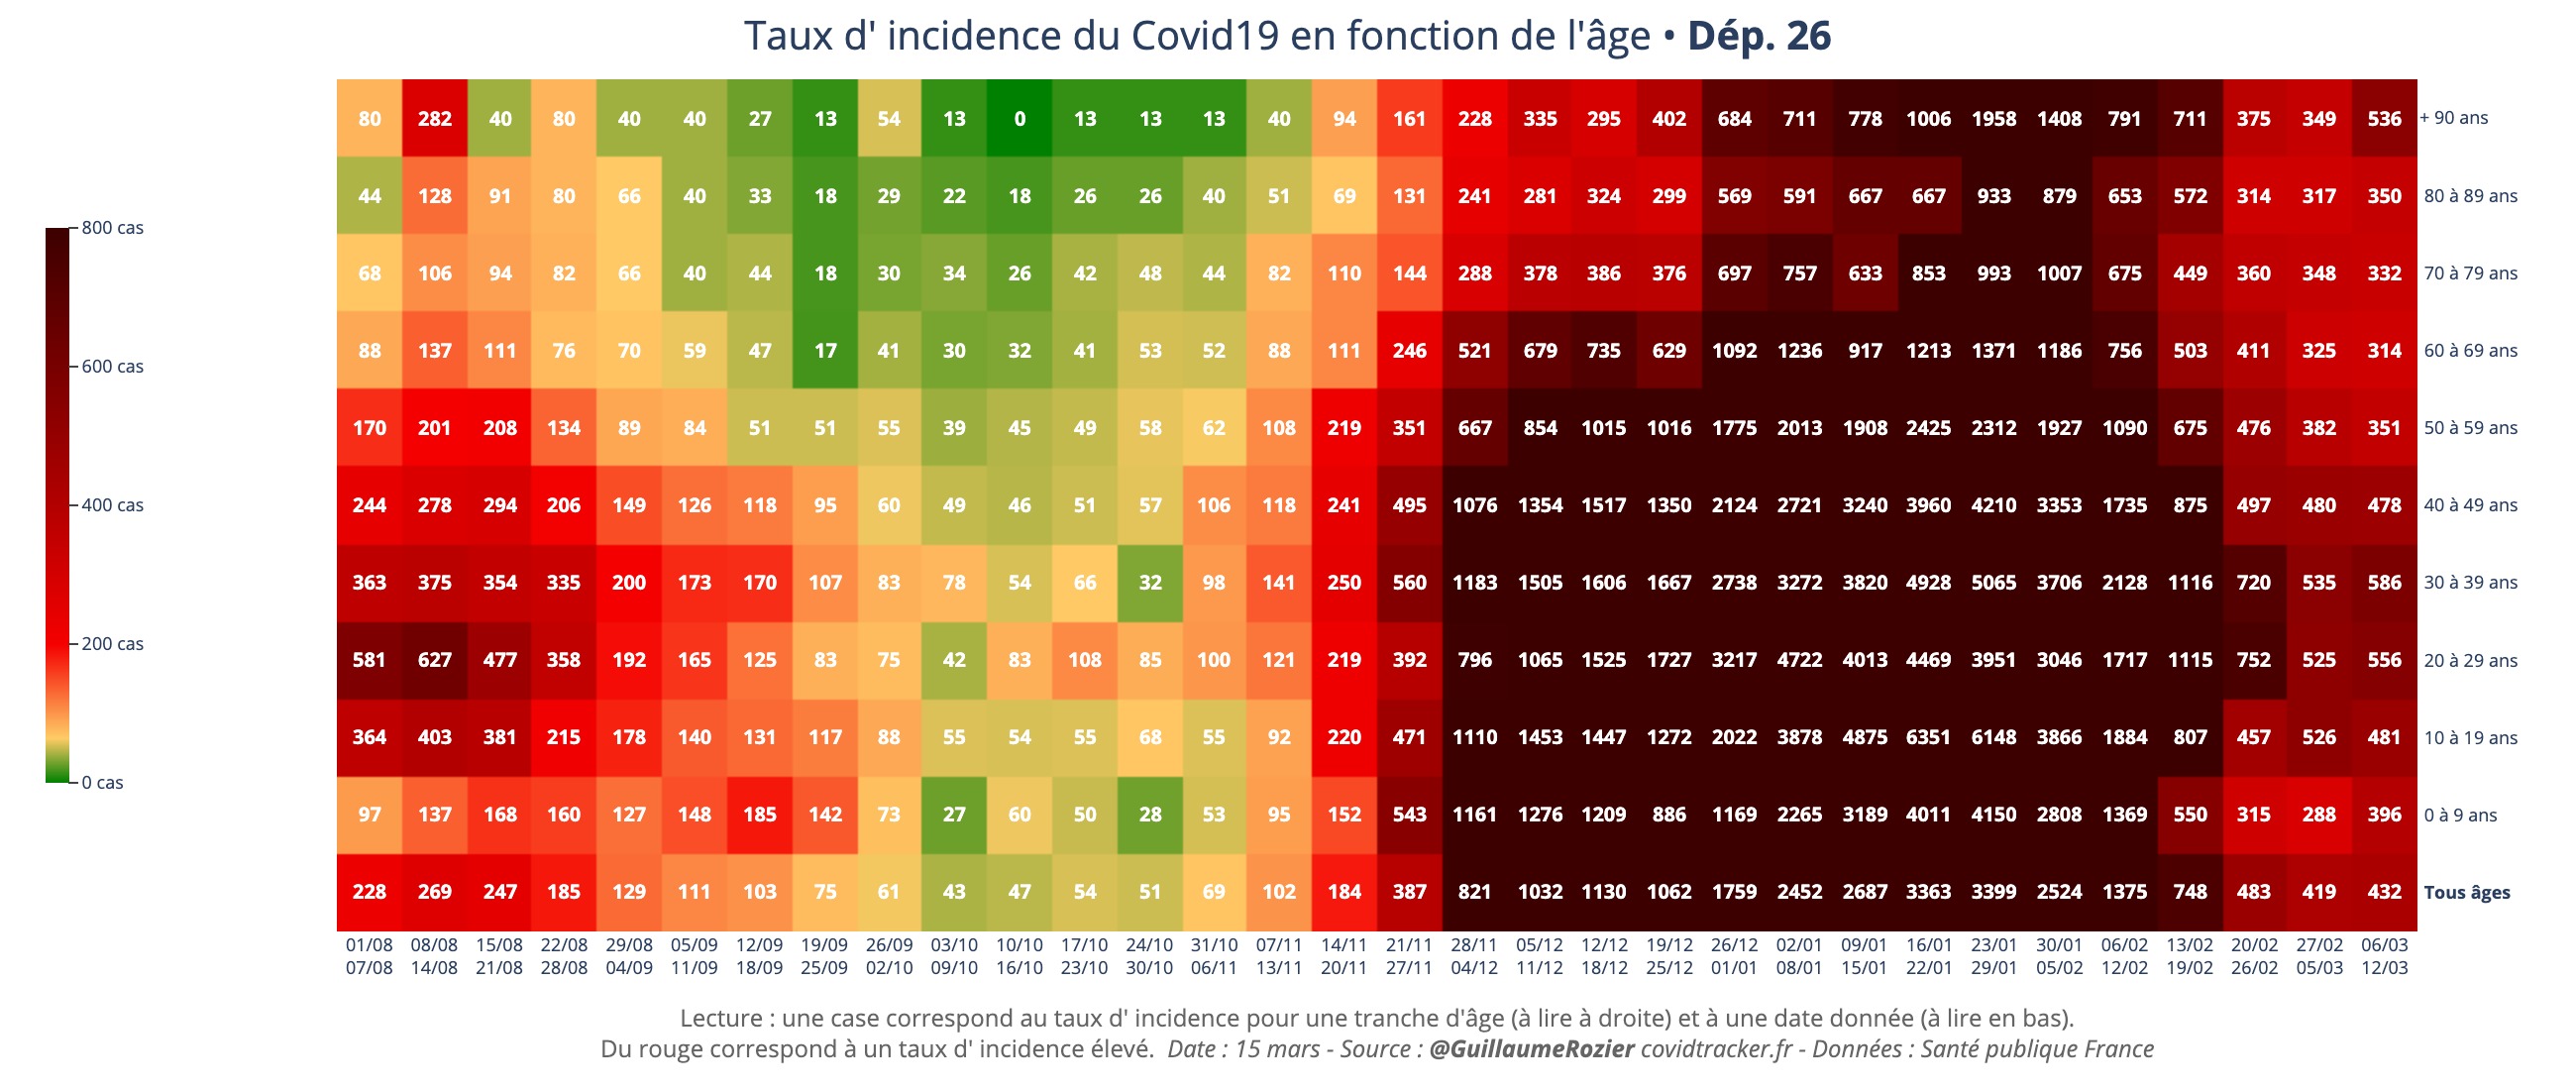 Taux d' incidence du Covid19 en fonction de l'âge • Dép. 26
80 282 40 80 40 40 27 13 54 13 0 13 13 13 40 94 161 228 335 295 402 684 711 778 1006 1958 1408 791 711 375 349 536 + 90 ans
44 128 91 80 66 40 33 18 29 22 18 26 26 40 51 69 131 241 281 324 299 569 591 667 667 933 879 653 572 314 317 350 80 à 89 ans
800 cas
68 106 94 82 66 40 44 18 30 34 26 42 48 44 82 110 144 288 378 386 376 697 757 633 853 993 1007 675 449 360 348 332 70 à 79 ans
88 137 111 76 70 59 47 17 41 30 32 41 53 52 88 111 246 521 679 735 629 1092 1236 917 1213 1371 1186 756 503 411 325 314 60 à 69 ans
600 cas
170 201 208 134 89 84 51 51 55 39 45 49 58 62 108 219 351 667 854 1015 1016 1775 2013 1908 2425 2312 1927 1090 675 476 382 351 50 à 59 ans
400 cas
244 278 294 206 149 126 118 95 60 49 46 51 57 106 118 241 495 1076 1354 1517 1350 2124 2721 3240 3960 4210 3353 1735 875 497 480 478 40 à 49 ans
363 375 354 335 200 173 170 107 83 78 54 66 32 98 141 250 560 1183 1505 1606 1667 2738 3272 3820 4928 5065 3706 2128 1116 720 535 586 30 à 39 ans
200 cas
581 627 477 358 192 165 125 83 75 42 83 108 85 100 121 219 392 796 1065 1525 1727 3217 4722 4013 4469 3951 3046 1717 1115 752 525 556 20 à 29 ans
364 403 381 215 178 140 131 117 88 55 54 55 68 55 92 220 471 1110 1453 1447 1272 2022 3878 4875 6351 6148 3866 1884 807 457 526 481 10 à 19 ans
0 cas
97 137 168 160 127 148 185 142 73 27 60 50 28 53 95 152 543 1161 1276 1209 886 1169 2265 3189 4011 4150 2808 1369 550 315 288 396 0 à 9 ans
228 269 247 185 129 111 103 75 61 43 47 54 51 69 102 184 387 821 1032 1130 1062 1759 2452 2687 3363 3399 2524 1375 748 483 419 432 Tous âges
01/08 08/08 15/08 22/08 29/08 05/09 12/09 19/09 26/09 03/10 10/10 17/10 24/10 31/10 07/11 14/11 21/11 28/11 05/12 12/12 19/12 26/12 02/01 09/01 16/01 23/01 30/01 06/02 13/02 20/02 27/02 06/03
07/08 14/08 21/08 28/08 04/09 11/09 18/09 25/09 02/10 09/10 16/10 23/10 30/10 06/11 13/11 20/11 27/11 04/12 11/12 18/12 25/12 01/01 08/01 15/01 22/01 29/01 05/02 12/02 19/02 26/02 05/03 12/03
Lecture : une case correspond au taux d' incidence pour une tranche d'âge (à lire à droite) et à une date donnée (à lire en bas).
Du rouge correspond à un taux d' incidence élevé. Date : 15 mars - Source : @GuillaumeRozier covidtracker.fr - Données : Santé publique France